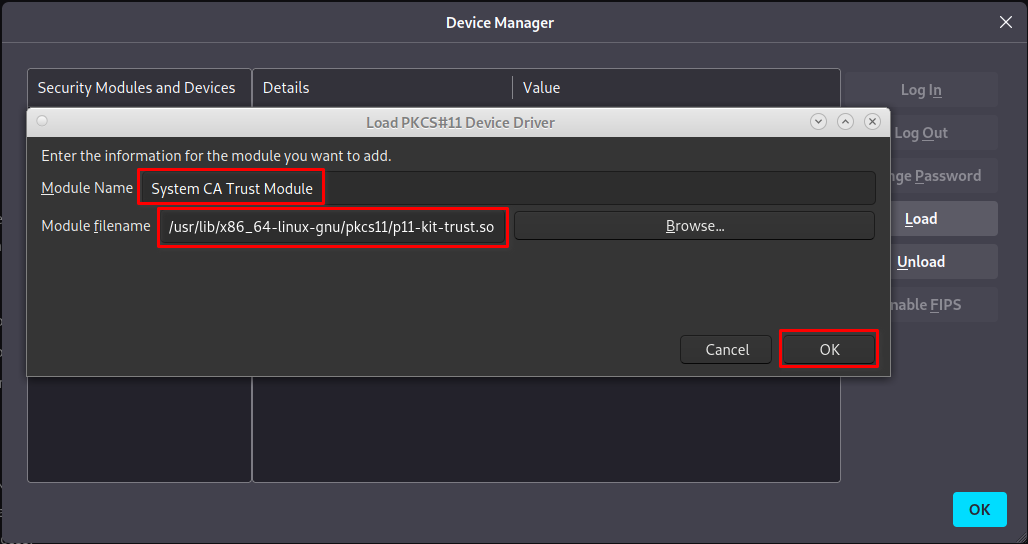 Device Manager
Security Modules and Devices Details Value
Log In
Load PKCS#11 Device Driver
Log Out
Enter the information for the module you want to add.
Password
Module Name System CA Trust Module
Load
Module filename /usr/lib/x86_64-linux-gnu/pkcs11/p11-kit-trust.so Browse...
Unload
FIPS
Cancel OK
OK